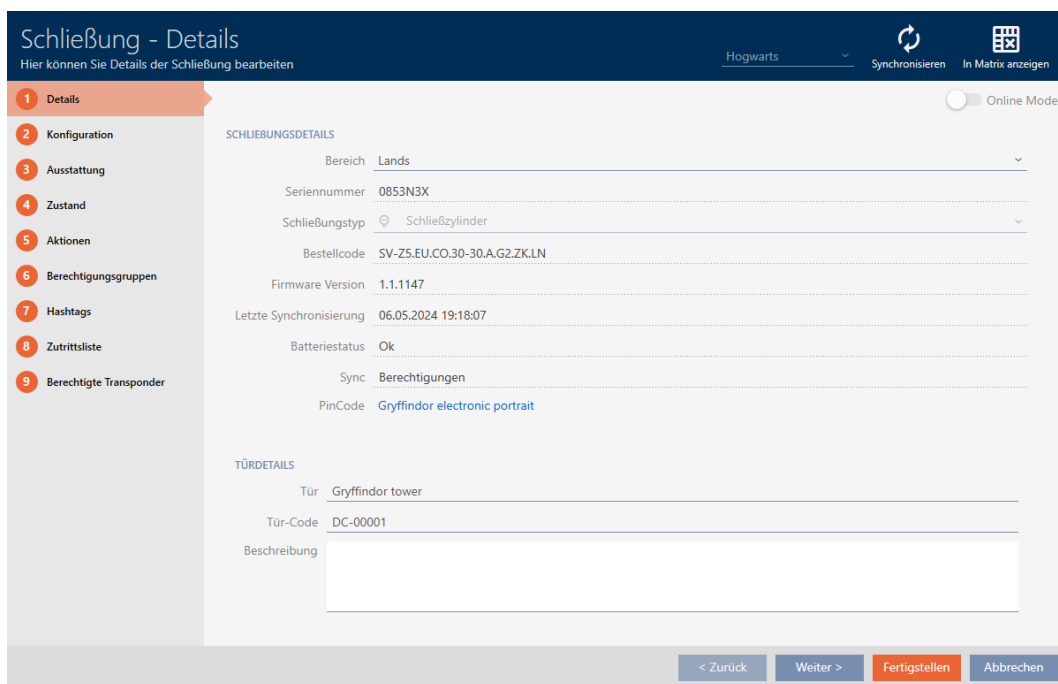 Schließung - Details
Hier können Sie Details der Schließung bearbeiten
Hogwarts
Synchronisieren
In Matrix anzeigen
1 Details
2 Konfiguration
3 Ausstattung
4 Zustand
5 Aktionen
6 Berechtigungsgruppen
7 Hashtags
8 Zutrittsliste
9 Berechtigte Transponder
Online Mode
SCHLIEßUNGSDETAILS
Bereich Lands
Seriennummer 0853N3X
Schließungstyp Schließzylinder
Bestellcode SV-Z5.EU.CO.30-30.A.G2.ZK.LN
Firmware Version 1.1.1147
Letzte Synchronisierung 06.05.2024 19:18:07
Batteriestatus Ok
Sync Berechtigungen
PinCode Gryffindor electronic portrait
TÜRDETAILS
Tür Gryffindor tower
Tür-Code DC-00001
Beschreibung
< Zurück
Weiter >
Fertigstellen
Abbrechen